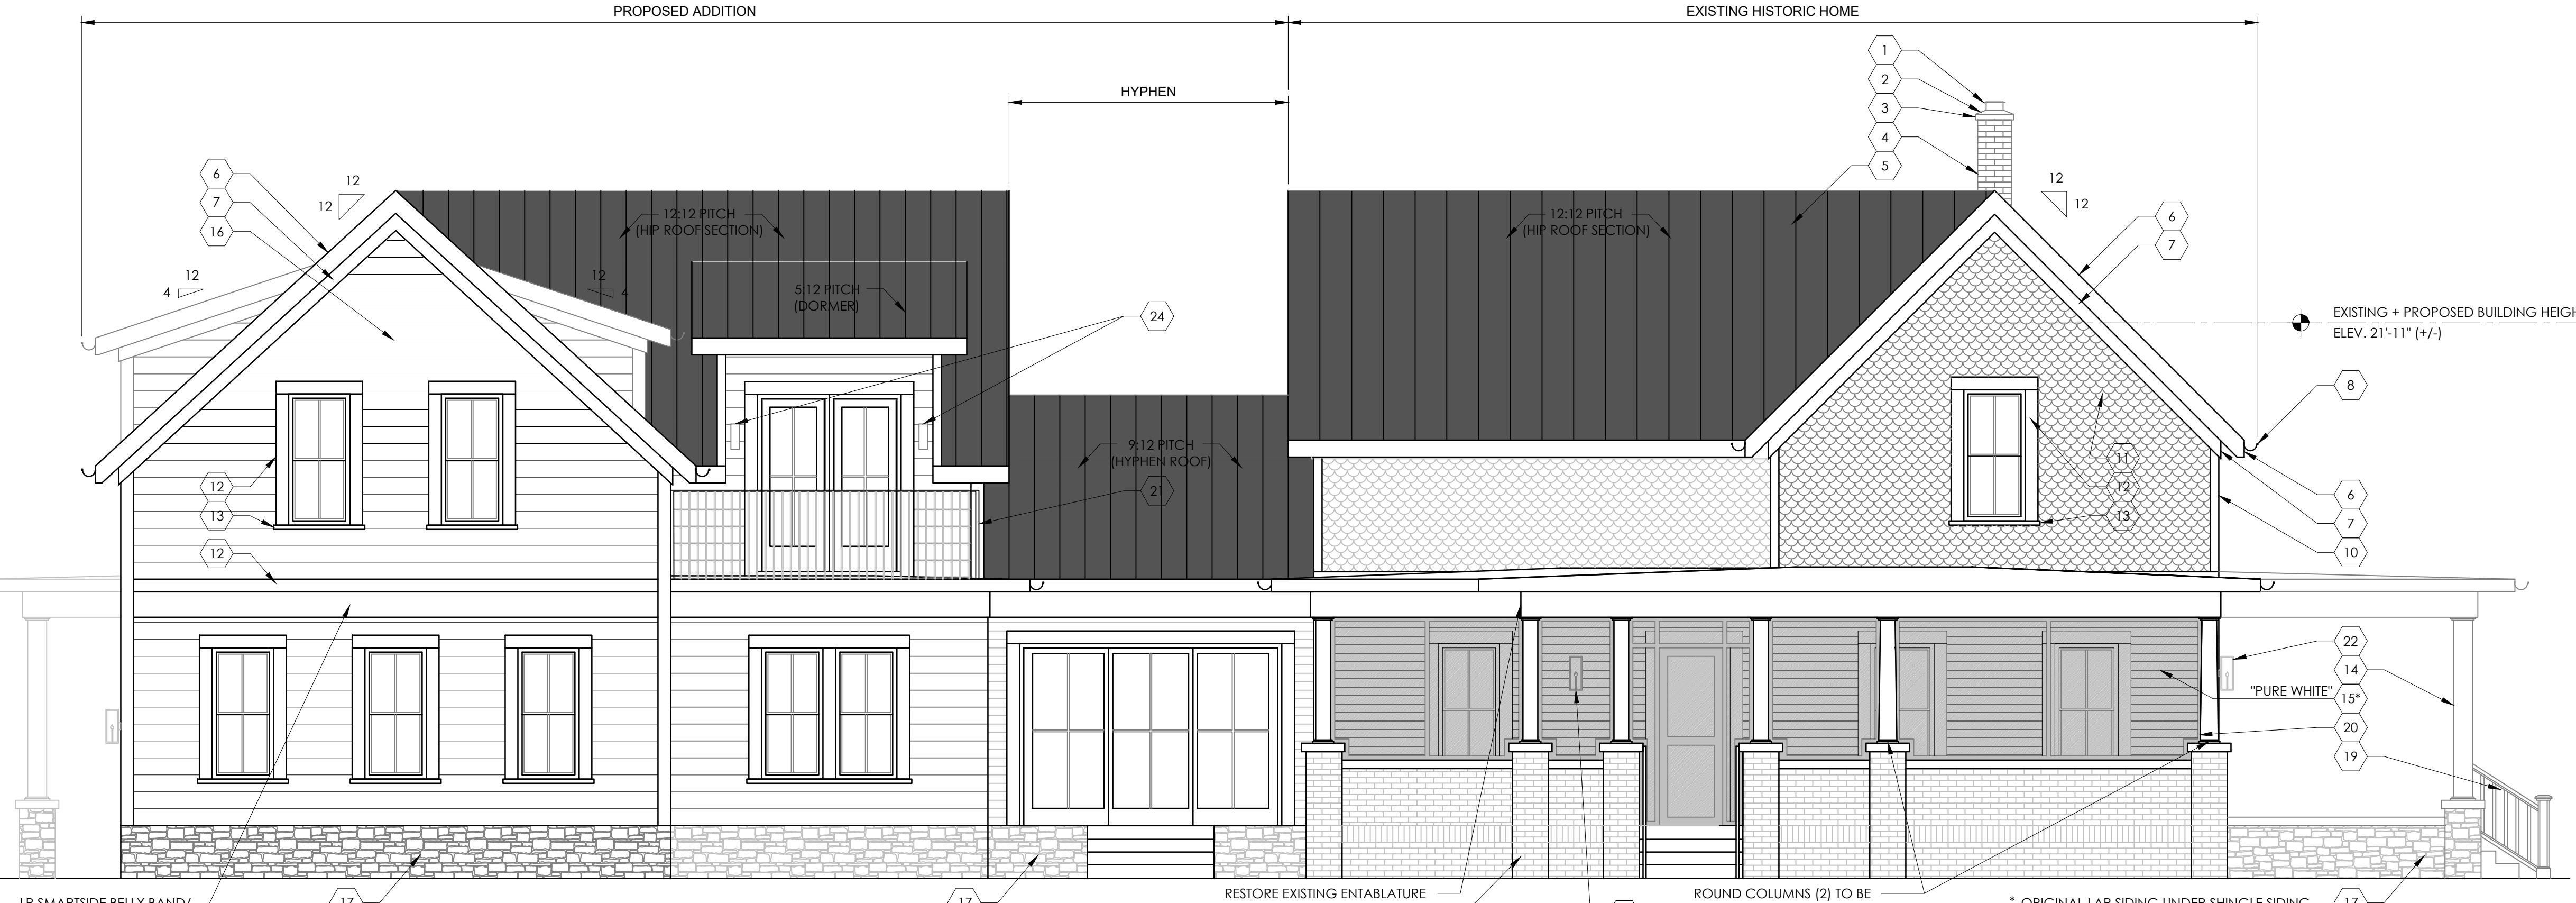 PROPOSED ADDITION
EXISTING HISTORIC HOME
HYPHEN
1
2
3
4
5
6
7
16
12
12
12
4
12
4
12:12 PITCH
(HIP ROOF SECTION)
5:12 PITCH
(DORMER)
24
12:12 PITCH
(HIP ROOF SECTION)
12
12
6
7
EXISTING + PROPOSED BUILDING HEIGH
ELEV. 21'-11" (+/-)
8
9:12 PITCH
(HYPHEN ROOF)
21
12
13
12
11
12
13
6
7
10
22
14
"PURE WHITE"
15*
20
19
LP SMARTSIDE BELLY BAND/
17
17
RESTORE EXISTING ENTABLATURE
ROUND COLUMNS (2) TO BE
* ORIGINAL LAP SIDING UNDER SHINGLE SIDING
17